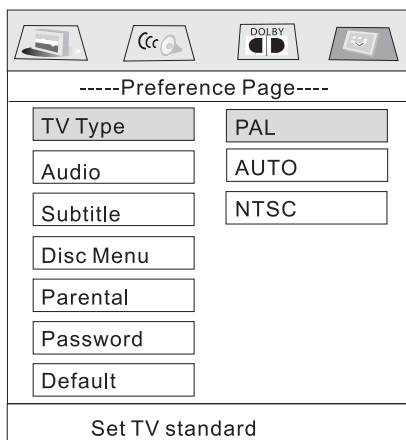 DOLBY
-----Preference Page----
TV Type
PAL
Audio
AUTO
Subtitle
NTSC
Disc Menu
Parental
Password
Default
Set TV standard